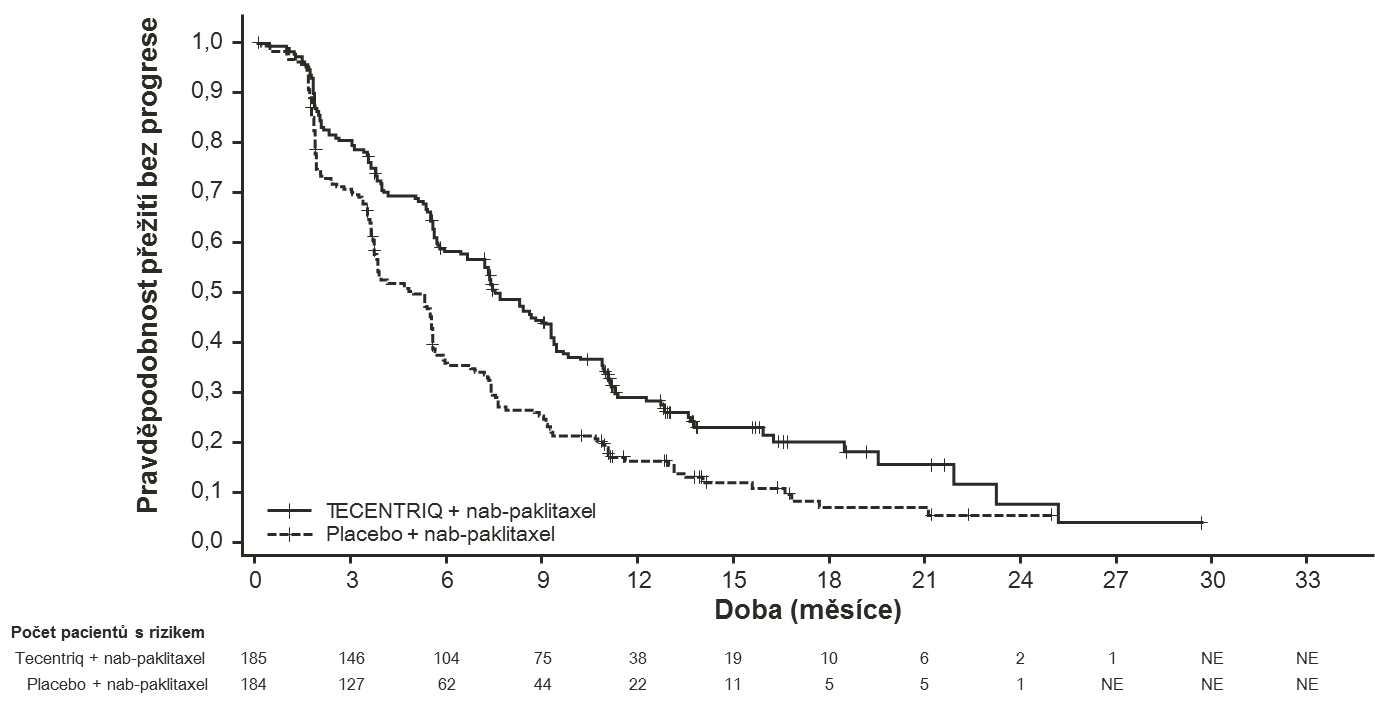 Pravděpodobnost přežití bez progrese
1,0
0,9
0,8
0,7
0,6
0,5
0,4
0,3
0,2
0,1
0,0
TECENTRIQ + nab-paklitaxel
Placebo + nab-paklitaxel
0 3 6 9 12 15 18 21 24 27 30 33
Doba (měsíce)
Počet pacientů s rizikem
Tecentriq + nab-paklitaxel 185 146 104 75 38 19 10 6 2 1 NE NE
Placebo + nab-paklitaxel 184 127 62 44 22 11 5 5 1 NE NE NE